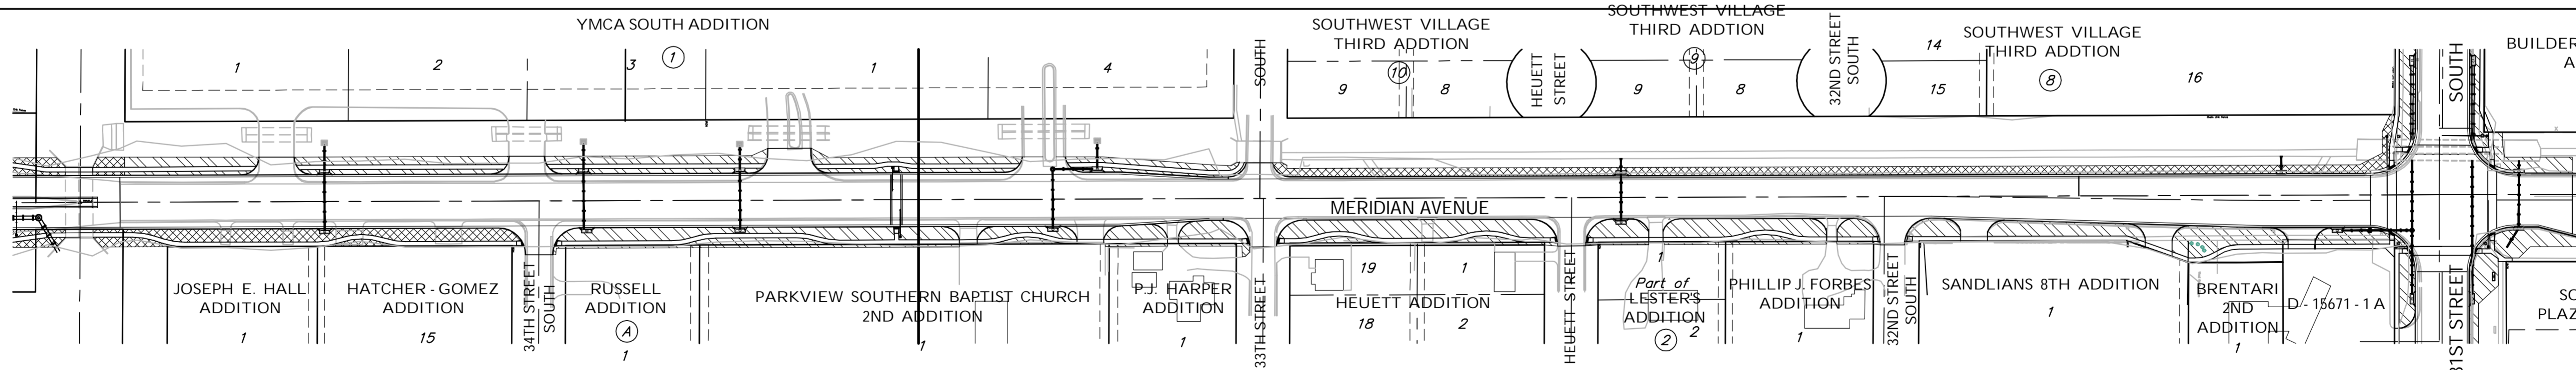 YMCA SOUTH ADDITION
1
1
2
3
1
4
SOUTH
SOUTHWEST VILLAGE
THIRD ADDTION
10
9
8
HEUETT
STREET
SOUTHWEST VILLAGE
THIRD ADDTION
9
9
8
32ND STREET
SOUTH
14
15
SOUTHWEST VILLAGE
THIRD ADDTION
8
16
SOUTH
MERIDIAN AVENUE
JOSEPH E. HALL
ADDITION
1
HATCHER - GOMEZ
ADDITION
15
34TH STREET
SOUTH
RUSSELL
ADDITION
A
1
PARKVIEW SOUTHERN BAPTIST CHURCH
2ND ADDITION
1
P.J. HARPER
ADDITION
1
33TH STREET
19
1
HEUETT ADDITION
18
2
HEUETT STREET
1
Part of
LESTER'S
ADDITION
2
2
PHILLIP J. FORBES
ADDITION
1
32ND STREET
SOUTH
SANDLIANS 8TH ADDITION
1
BRENTARI
2ND
ADDITION
1
D - 15671 - 1 A
31ST STREET